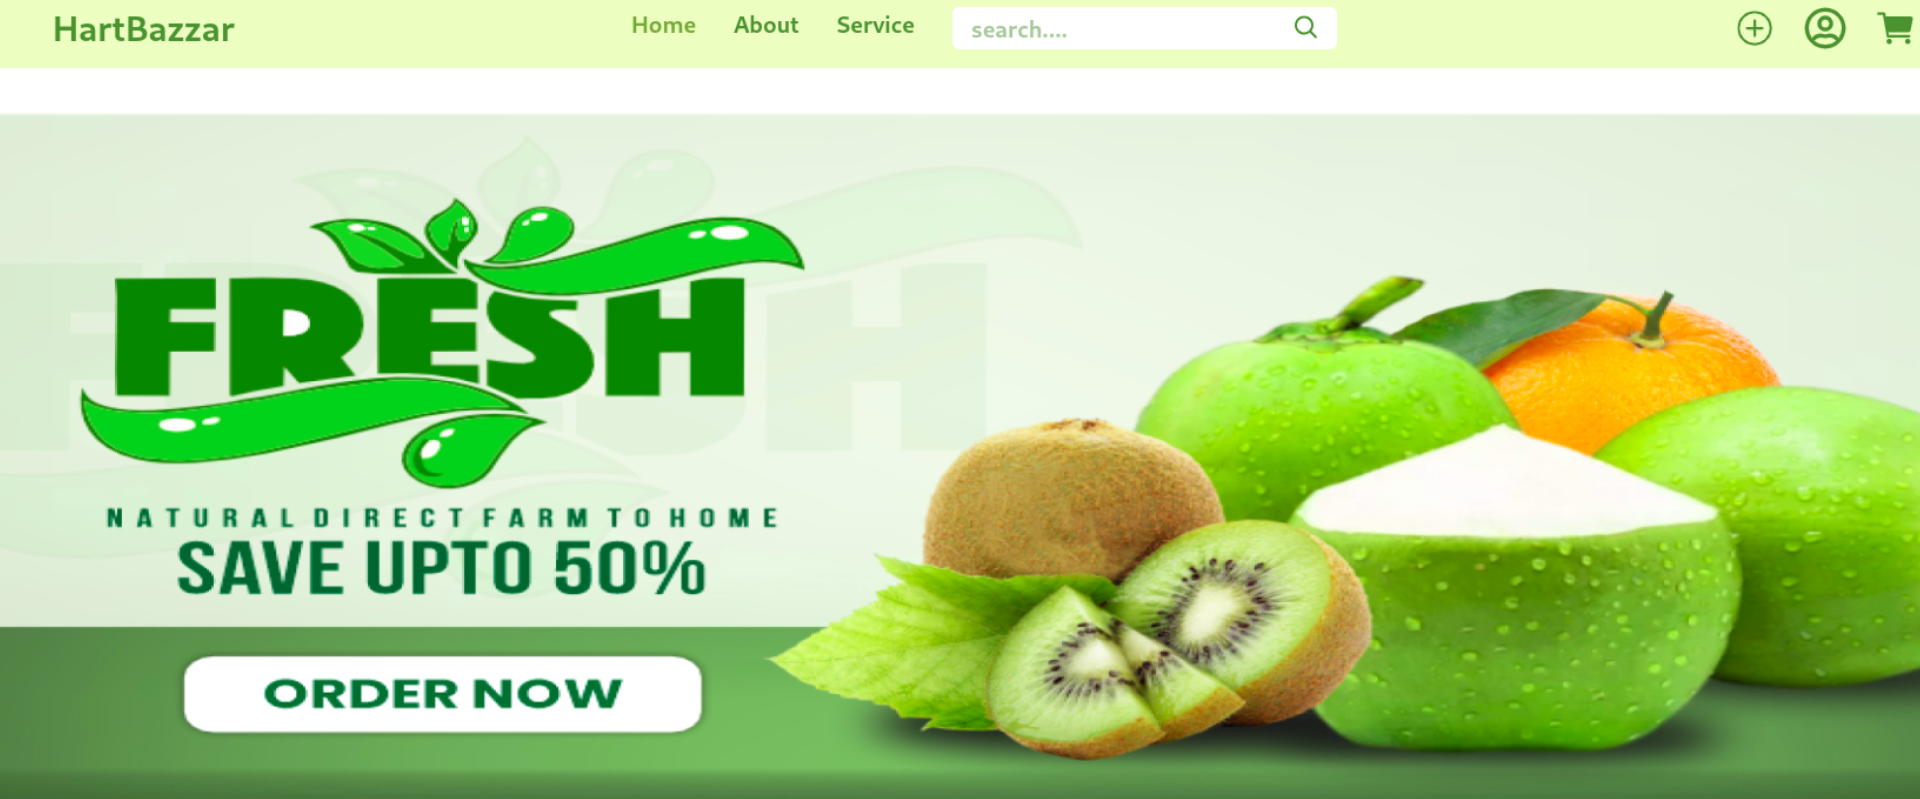 HartBazzar
Home About Service search....
FRESH
NATURAL DIRECT FARM TO HOME
SAVE UPTO 50%
ORDER NOW